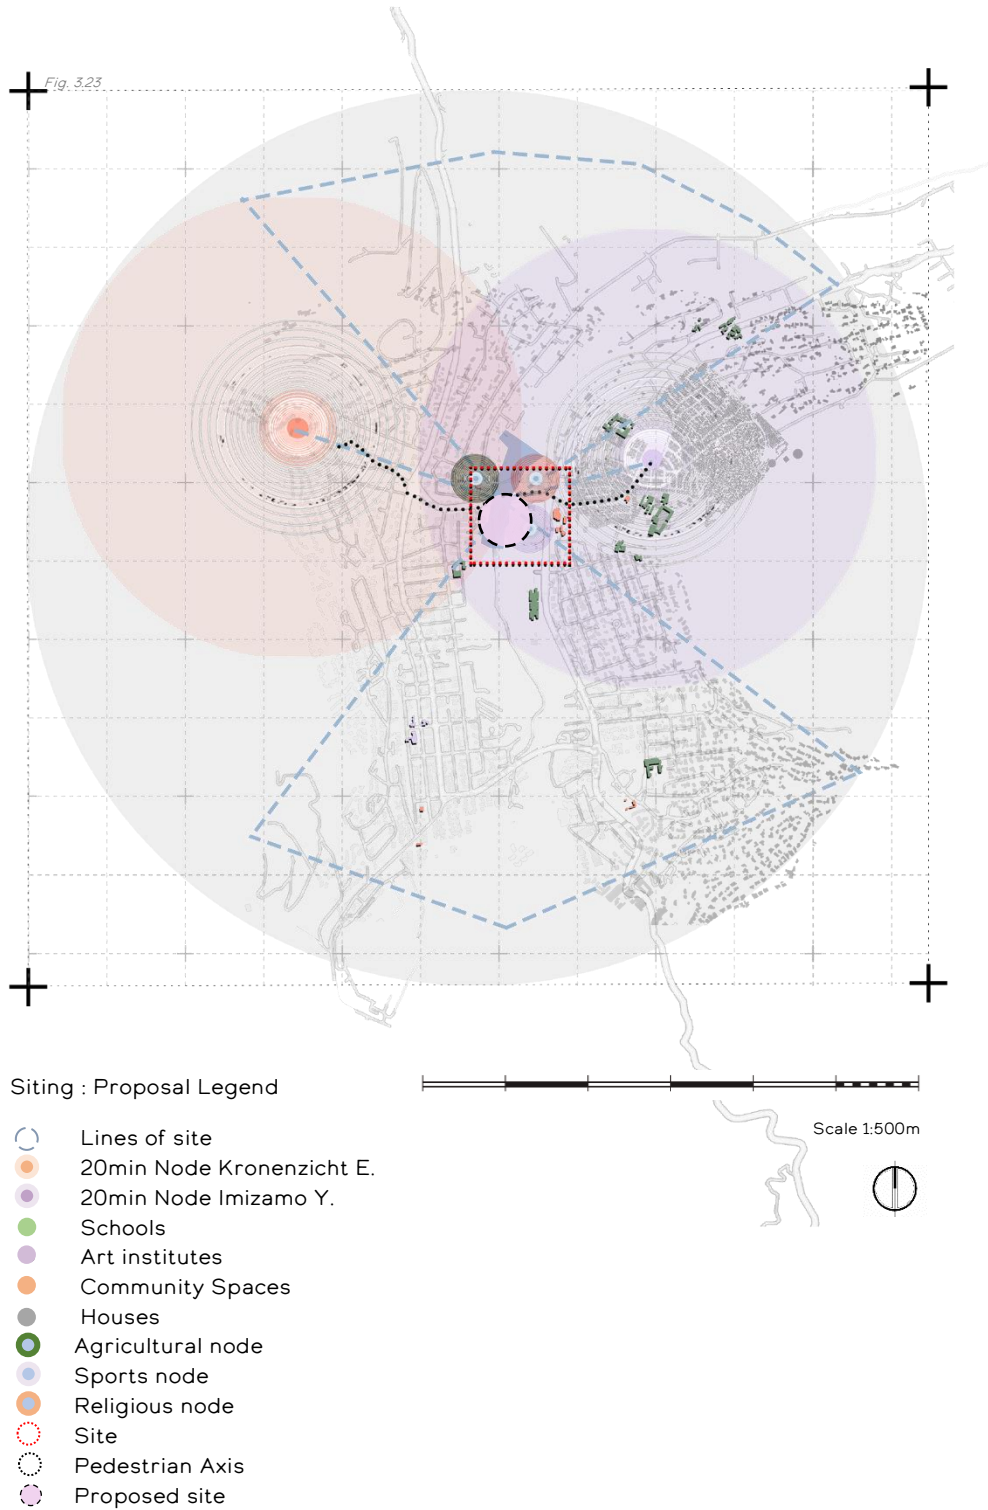 Fig. 3.23
Siting : Proposal Legend
Scale 1:500m
Lines of site
20min Node Kronenzicht E.
20min Node Imizamo Y.
Schools
Art institutes
Community Spaces
Houses
Agricultural node
Sports node
Religious node
Site
Pedestrian Axis
Proposed site